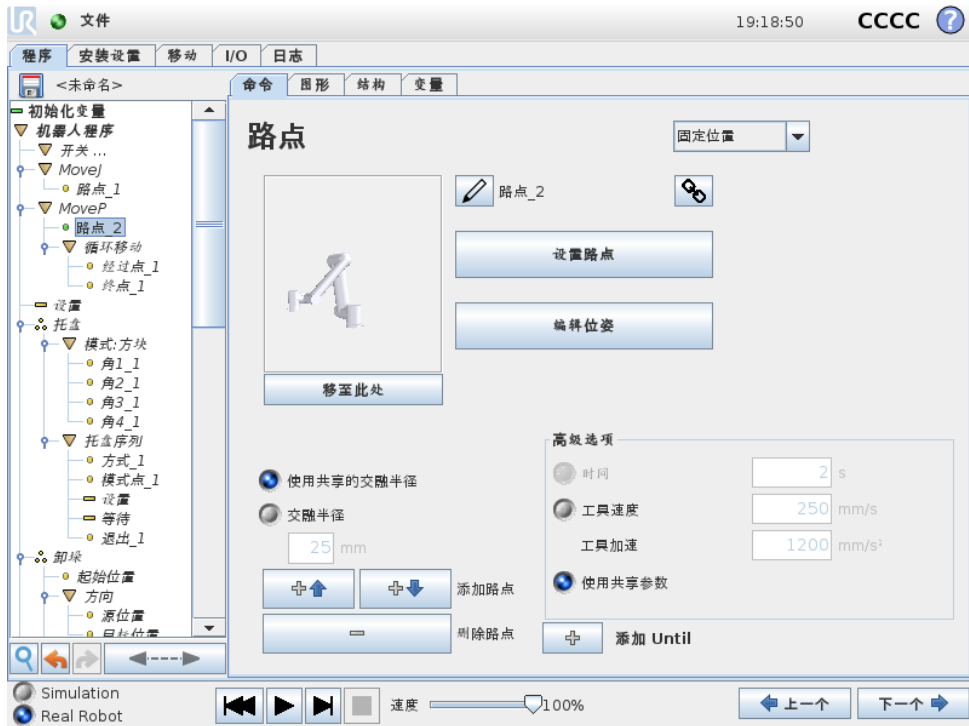 UR 文件 19:18:50 CCCC ?
程序 安装设置 移动 I/O 日志
<未命名>
命令 图形 结构 变量
初始化变量
机器人程序
开关 ...
MoveJ
路点_1
MoveP
路点_2
循环移动
经过点_1
终点_1
设置
托盘
模式:方块
角1_1
角2_1
角3_1
角4_1
托盘序列
方式_1
模式点_1
设置
等待
退出_1
卸垛
起始位置
方向
源位置
目标位置
路点
固定位置
路点_2
设置路点
编辑位姿
移至此处
使用共享的交融半径
交融半径
25 mm
添加路点
删除路点
高级选项
时间 2 s
工具速度 250 mm/s
工具加速 1200 mm/s²
使用共享参数
添加 Until
Simulation
Real Robot
速度 100%
上一个 下一个